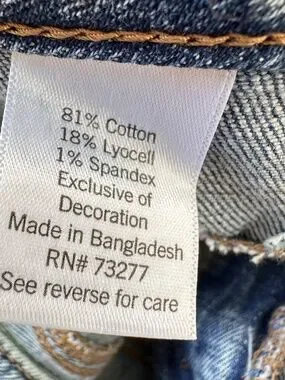 81% Cotton
18% Lyocell
1% Spandex
Exclusive of
Decoration
Made in Bangladesh
RN# 73277
See reverse for care